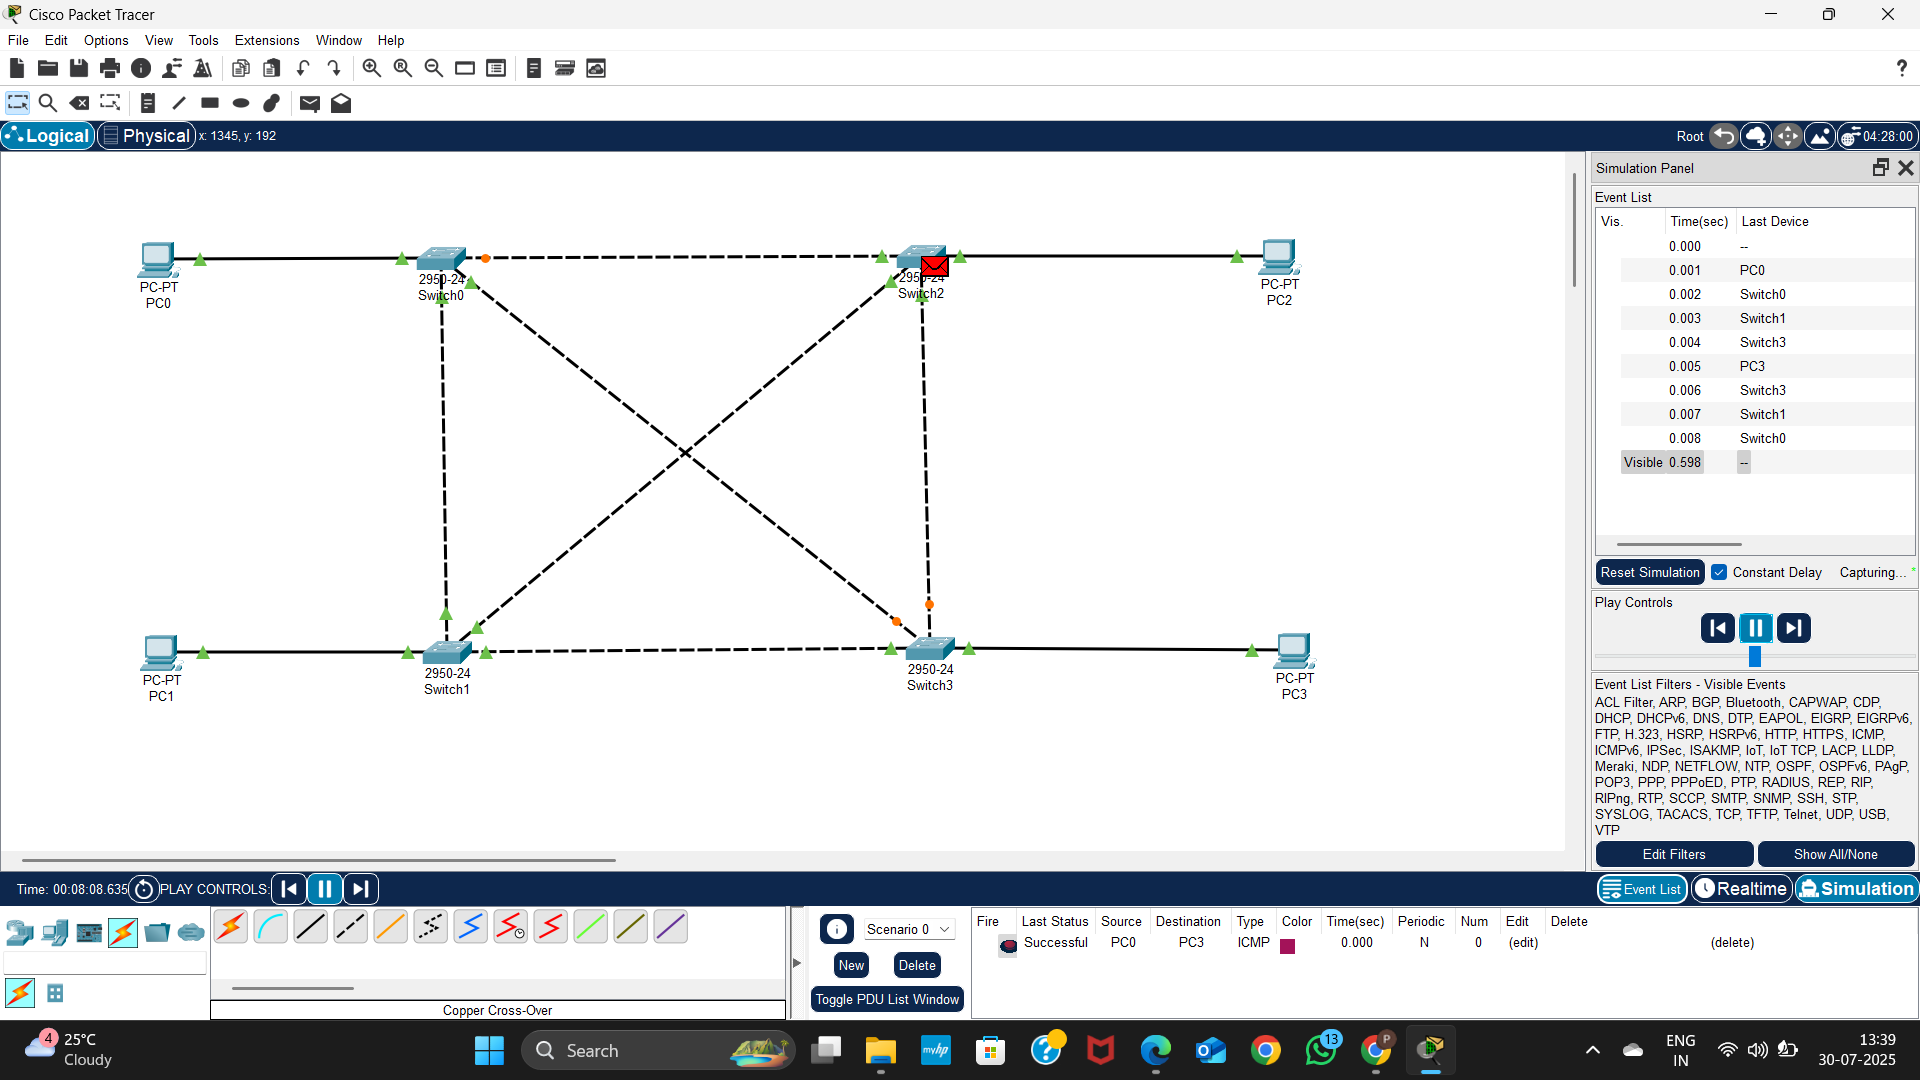 Cisco Packet Tracer
File Edit Options View Tools Extensions Window Help
?
Logical Physical x: 1345, y: 192 Root 04:28:00
Simulation Panel
Event List
Vis. Time(sec) Last Device
0.000 --
0.001 PC0
0.002 Switch0
0.003 Switch1
0.004 Switch3
0.005 PC3
0.006 Switch3
0.007 Switch1
0.008 Switch0
Visible 0.598 --
Reset Simulation Constant Delay Capturing...
Play Controls
Event List Filters - Visible Events
ACL Filter, ARP, BGP, Bluetooth, CAPWAP, CDP,
DHCP, DHCPv6, DNS, DTP, EAPOL, EIGRP, EIGRPv6,
FTP, H.323, HSRP, HSRPv6, HTTP, HTTPS, ICMP,
ICMPv6, IPSec, ISAKMP, IoT, IoT TCP, LACP, LLDP,
Meraki, NDP, NETFLOW, NTP, OSPF, OSPFv6, PAgP,
POP3, PPP, PPPoED, PTP, RADIUS, REP, RIP,
RIPng, RTP, SCCP, SMTP, SNMP, SSH, STP,
SYSLOG, TACACS, TCP, TFTP, Telnet, UDP, USB,
VTP
Edit Filters Show All/None
PC-PT
PC0
2950-24
Switch0
2950-24
Switch2
PC-PT
PC2
PC-PT
PC1
2950-24
Switch1
2950-24
Switch3
PC-PT
PC3
Time: 00:08:08.635 PLAY CONTROLS: Event List Realtime Simulation
Scenario 0
New Delete
Toggle PDU List Window
Fire Last Status Source Destination Type Color Time(sec) Periodic Num Edit Delete
Successful PC0 PC3 ICMP 0.000 N 0 (edit) (delete)
Copper Cross-Over
4 25°C
Cloudy
Search
myhp
13
P
ENG
IN
13:39
30-07-2025